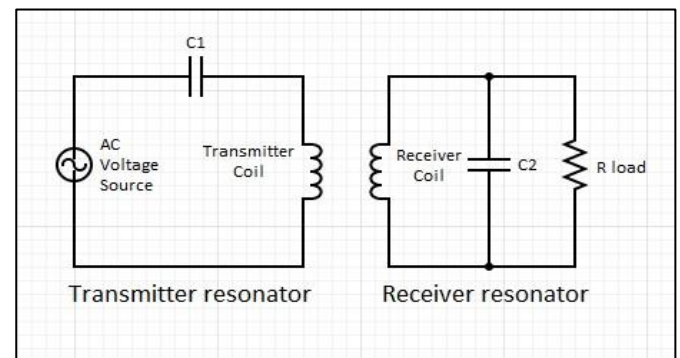 C1
AC
Voltage
Source
Transmitter
Coil
Receiver
Coil
C2
R load
Transmitter resonator
Receiver resonator